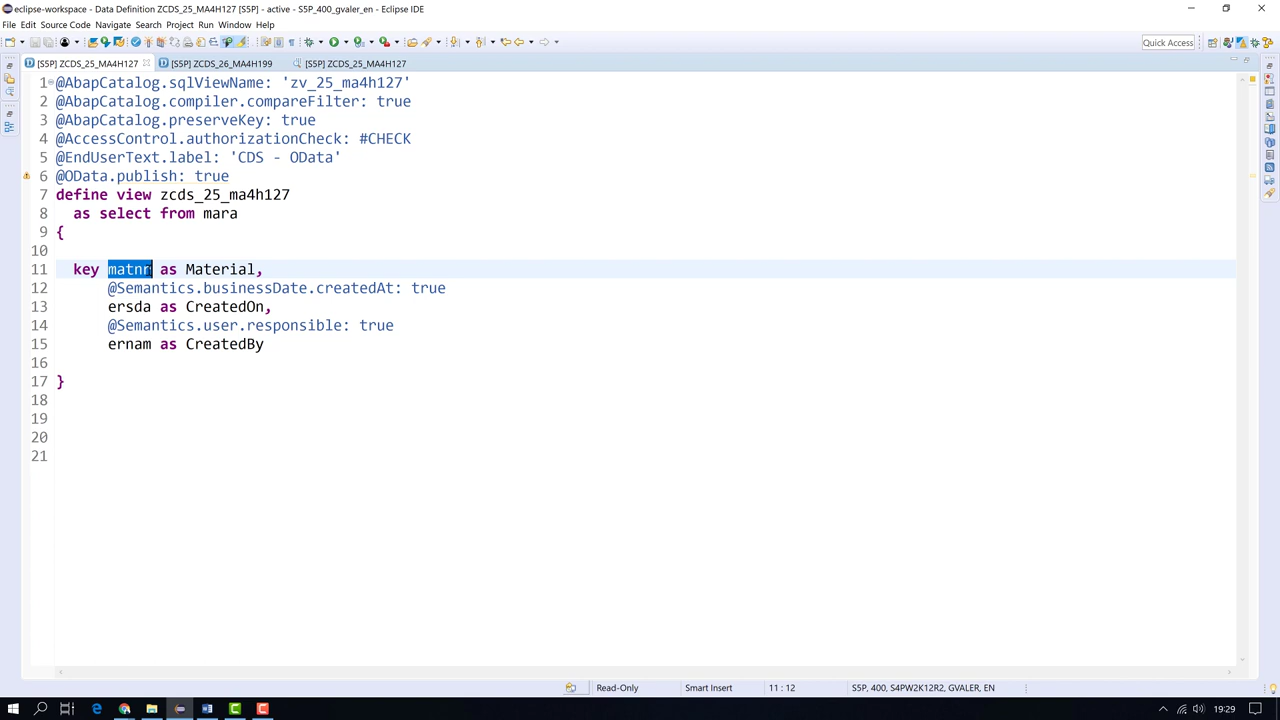 eclipse-workspace - Data Definition ZCDS_25_MA4H127 [S5P] - active - S5P_400_gvaler_en - Eclipse IDE
File Edit Source Code Navigate Search Project Run Window Help
Quick Access
[S5P] ZCDS_25_MA4H127 [S5P] ZCDS_26_MA4H199 [S5P] ZCDS_25_MA4H127
1 @AbapCatalog.sqlViewName: 'zv_25_ma4h127'
2 @AbapCatalog.compiler.compareFilter: true
3 @AbapCatalog.preserveKey: true
4 @AccessControl.authorizationCheck: #CHECK
5 @EndUserText.label: 'CDS - OData'
6 @OData.publish: true
7 define view zcds_25_ma4h127
8 as select from mara
9 {
10
11 key matnr as Material,
12 @Semantics.businessDate.createdAt: true
13 ersda as CreatedOn,
14 @Semantics.user.responsible: true
15 ernam as CreatedBy
16
17 }
18
19
20
21
Read-Only Smart Insert 11 : 12 S5P, 400, S4PW2K12R2, GVALER, EN
19:29